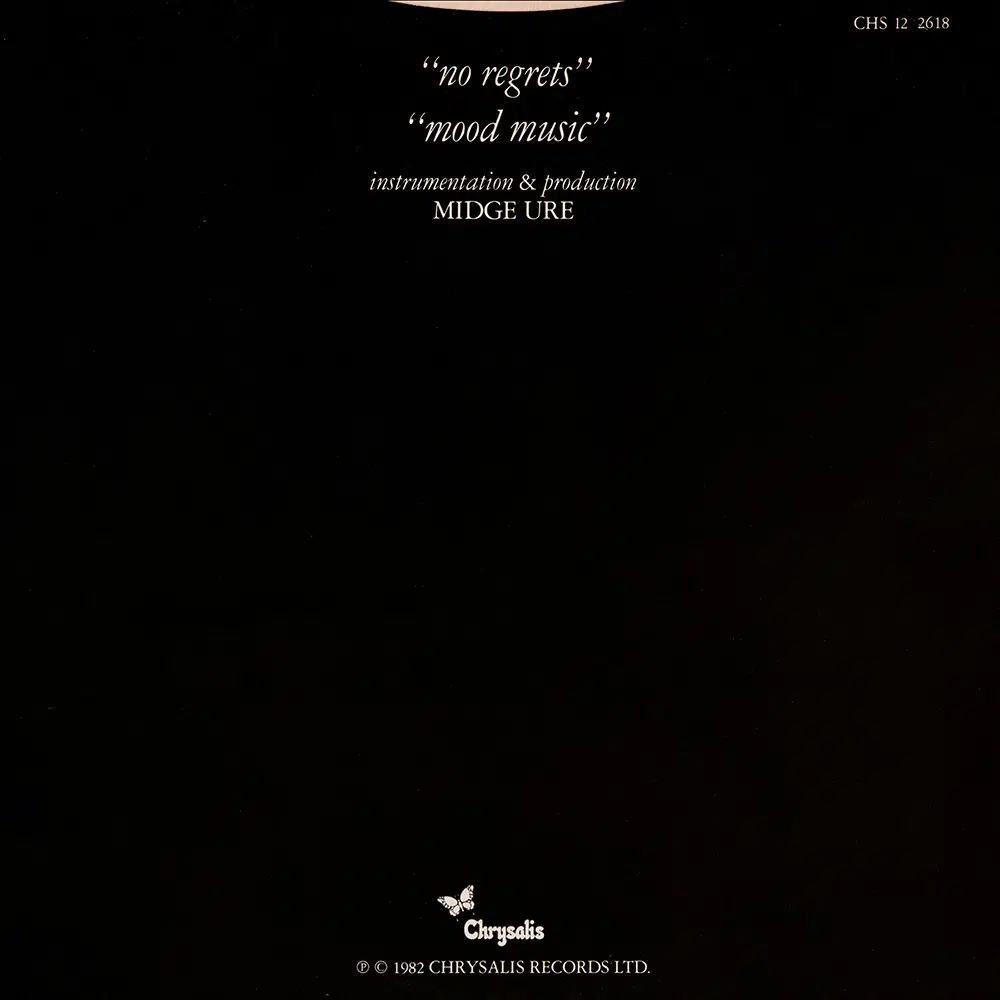 CHS 12 2618
“no regrets”
“mood music”
instrumentation & production
MIDGE URE
Chrysalis
℗ © 1982 CHRYSALIS RECORDS LTD.